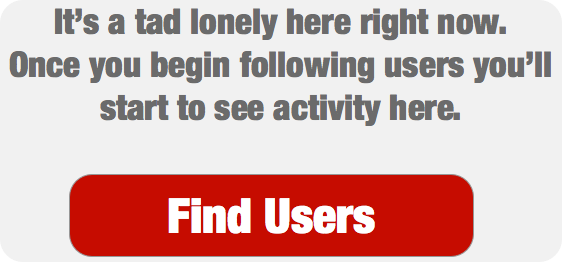 It’s a tad lonely here right now.
Once you begin following users you’ll
start to see activity here.
Find Users